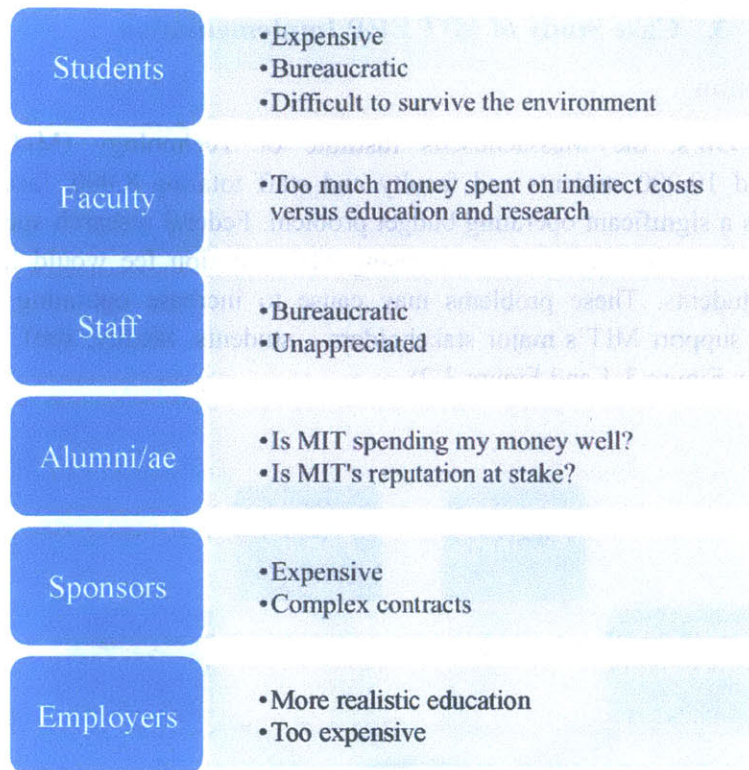 Students
•Expensive
•Bureaucratic
•Difficult to survive the environment
Faculty
•Too much money spent on indirect costs
versus education and research
Staff
•Bureaucratic
•Unappreciated
Alumni/ae
•Is MIT spending my money well?
•Is MIT's reputation at stake?
Sponsors
•Expensive
•Complex contracts
Employers
•More realistic education
•Too expensive